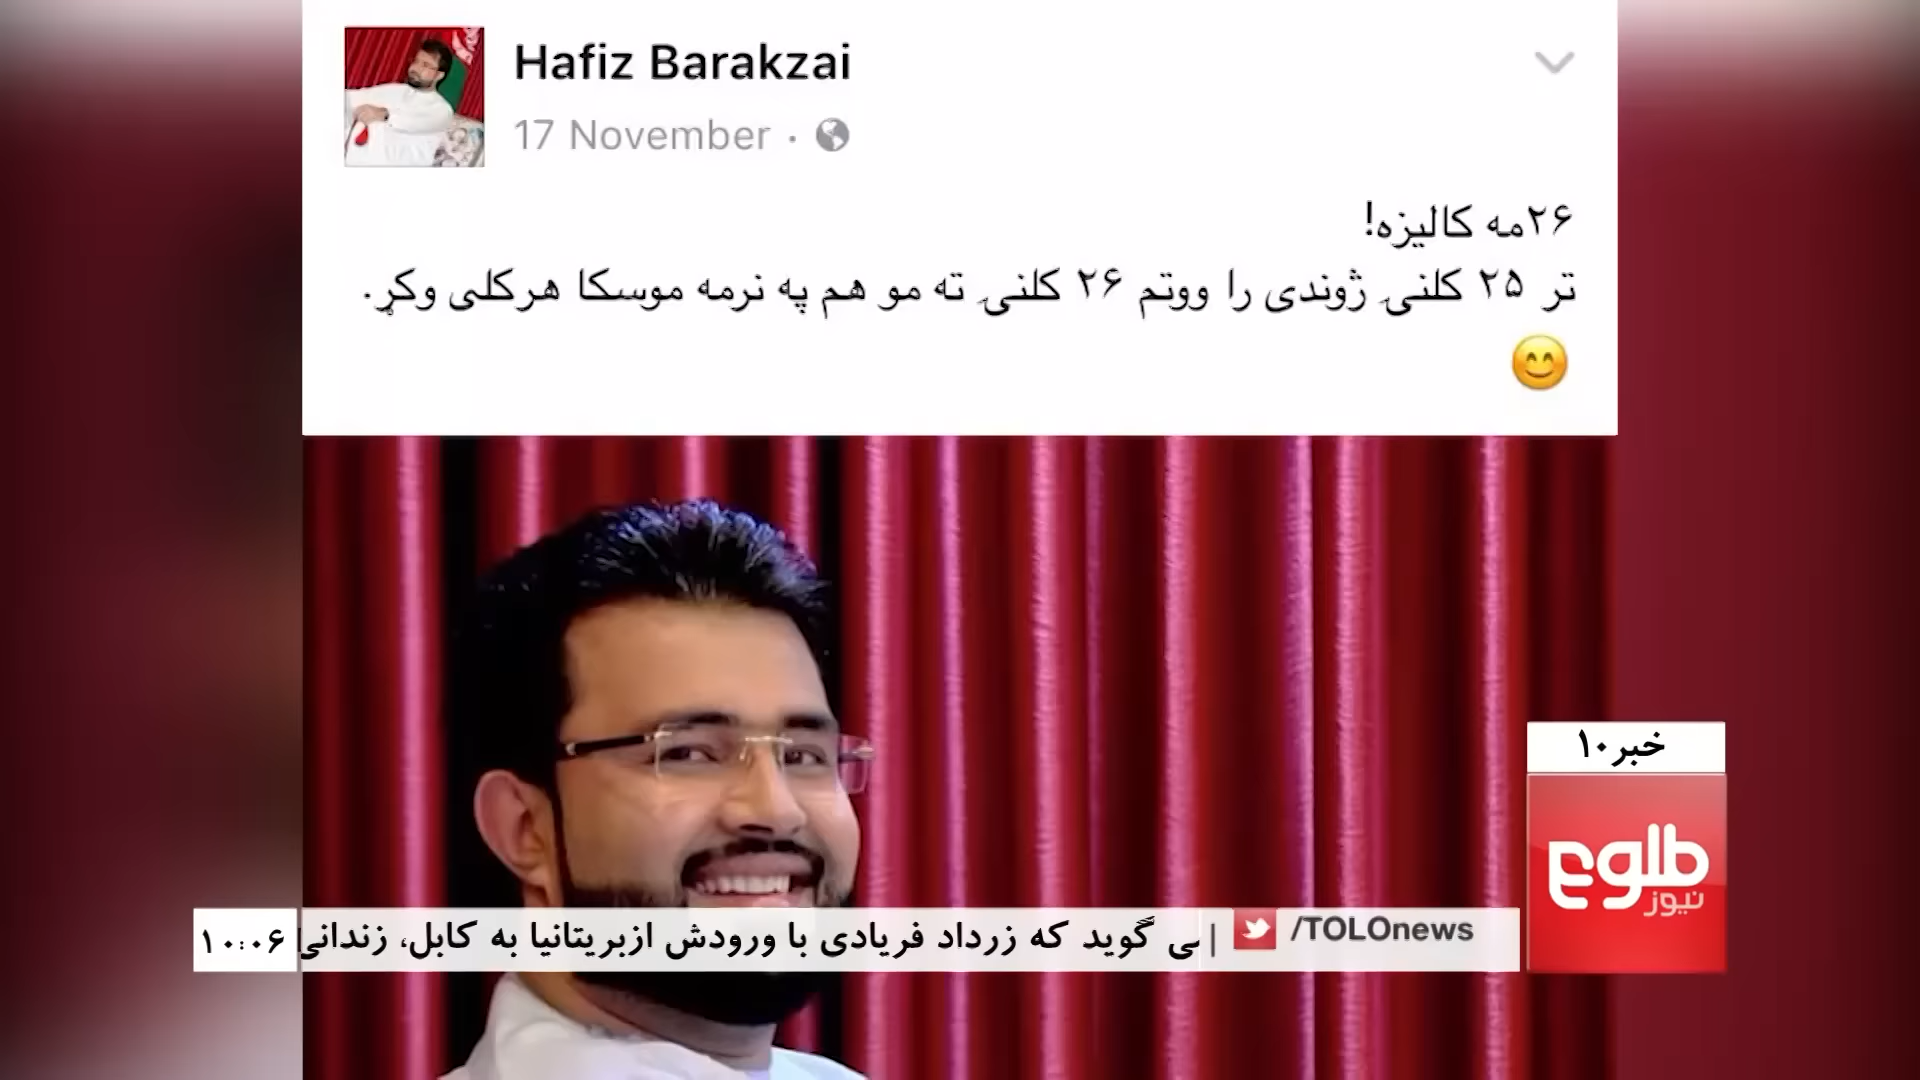 Hafiz Barakzai
17 November ·
۲۶مه کالیزه!
تر ۲۵ کلنۍ ژوندی را ووتم ۲۶ کلنۍ ته مو هم په نرمه موسکا هرکلی وکړ.
خبر۱۰
طلوع
نیوز
۱۰:۰۶
ی گوید که زرداد فریادی با ورودش ازبریتانیا به کابل، زندانی
| /TOLOnews